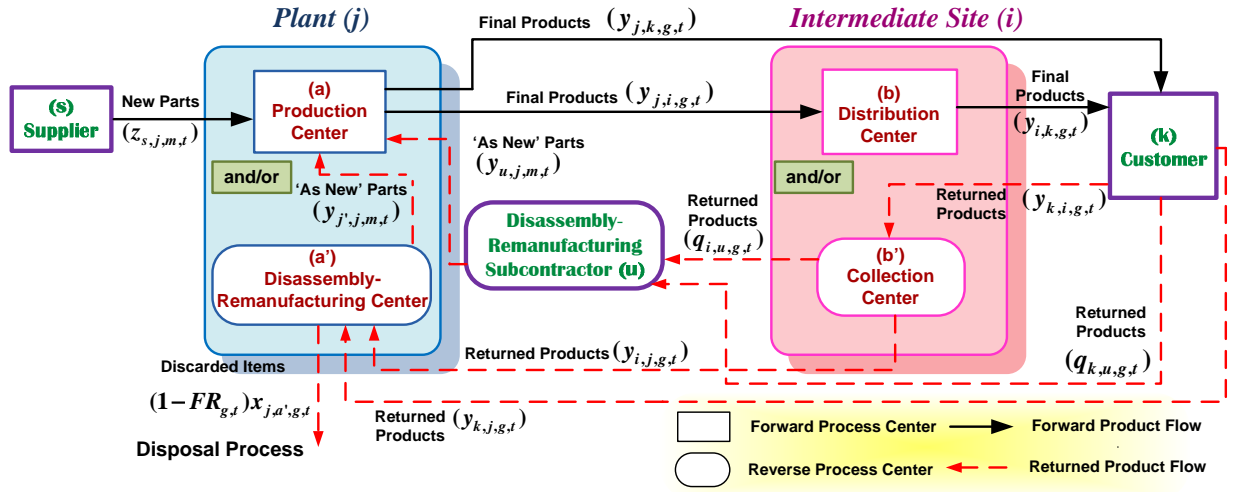 Plant (j)
Final Products (y_{j,k,g,t})
Intermediate Site (i)
(s)
Supplier
New Parts
(z_{s,j,m,t})
(a)
Production
Center
Final Products (y_{j,i,g,t})
(b)
Distribution
Center
Final
Products
(y_{i,k,g,t})
(k)
Customer
'As New' Parts
(y_{u,j,m,t})
and/or
'As New' Parts
(y_{j',j,m,t})
and/or
Returned
Products
(y_{k,i,g,t})
Disassembly-
Remanufacturing
Subcontractor (u)
Returned
Products
(q_{i,u,g,t})
(a')
Disassembly-
Remanufacturing Center
(b')
Collection
Center
Returned
Products
(q_{k,u,g,t})
Returned Products (y_{i,j,g,t})
Discarded Items
(1-FR_{g,t})x_{j,a',g,t}
Disposal Process
Returned
Products
(y_{k,j,g,t})
Forward Process Center
Forward Product Flow
Reverse Process Center
Returned Product Flow